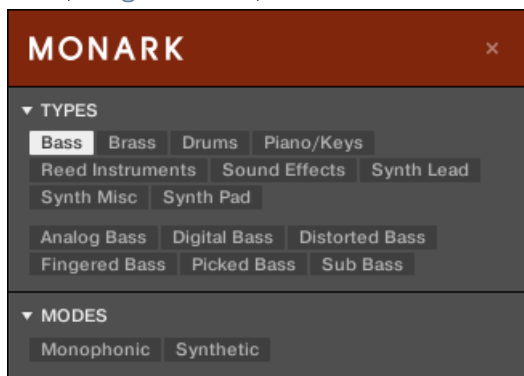 MONARK ×
▼ TYPES
Bass Brass Drums Piano/Keys
Reed Instruments Sound Effects Synth Lead
Synth Misc Synth Pad
Analog Bass Digital Bass Distorted Bass
Fingered Bass Picked Bass Sub Bass
▼ MODES
Monophonic Synthetic